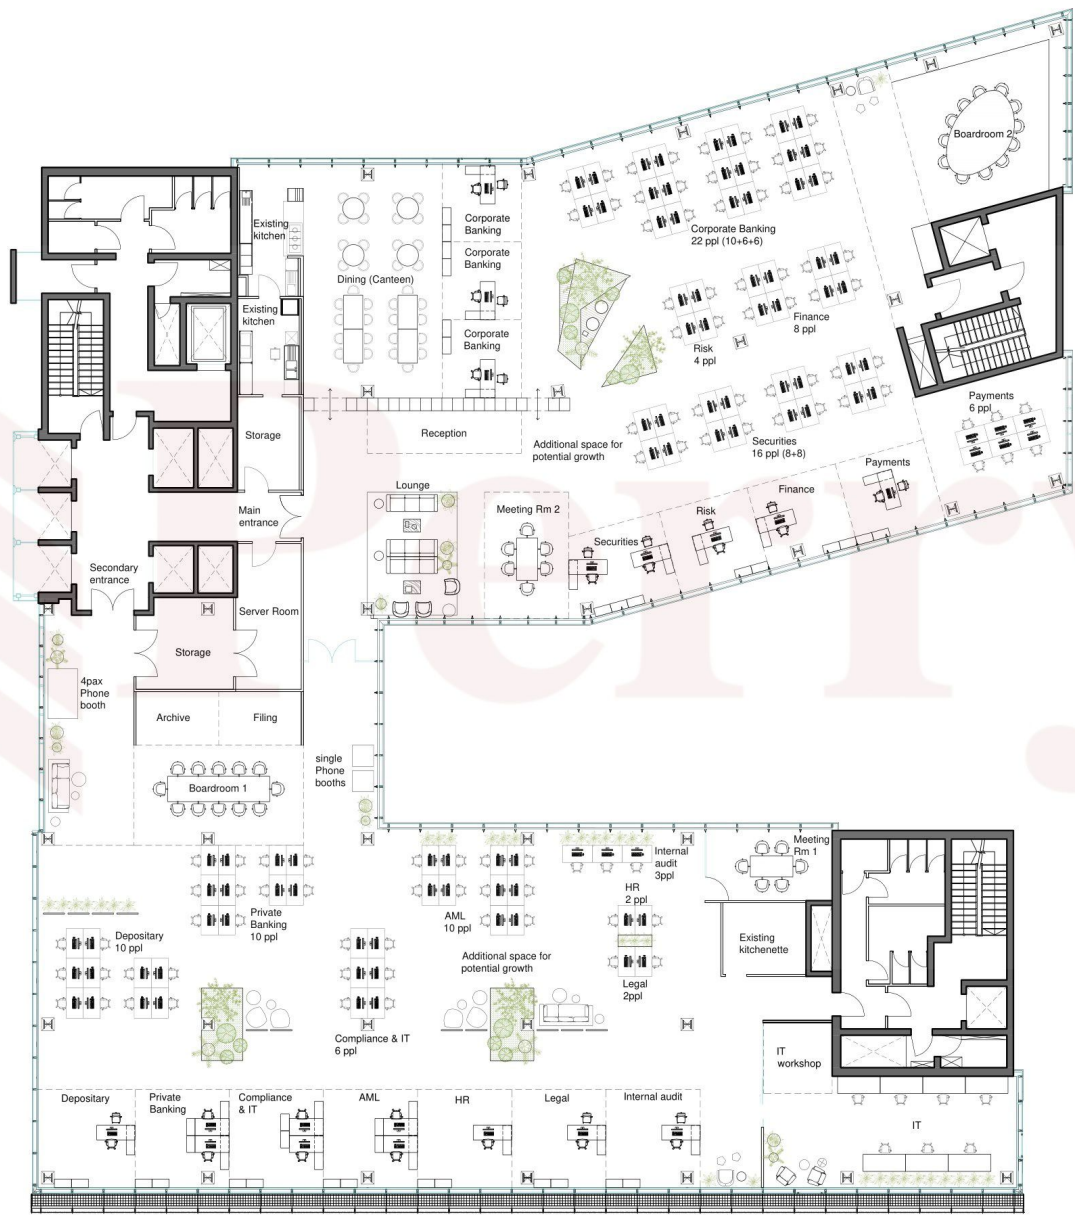 Boardroom 2
Existing
kitchen
Corporate
Banking
Corporate Banking
22 ppl (10+6+6)
Corporate
Banking
Dining (Canteen)
Existing
kitchen
Finance
8 ppl
Corporate
Banking
Risk
4 ppl
Payments
6 ppl
Storage
Reception
Additional space for
potential growth
Securities
16 ppl (8+8)
Payments
Lounge
Finance
Main
entrance
Meeting Rm 2
Risk
Securities
Secondary
entrance
Server Room
Storage
4pax
Phone
booth
Archive
Filing
single
Phone
booths
Boardroom 1
Meeting
Rm 1
Internal
audit
3ppl
HR
2 ppl
Private
Banking
10 ppl
AML
10 ppl
Depositary
10 ppl
Existing
kitchenette
Additional space for
potential growth
Legal
2ppl
Compliance & IT
6 ppl
IT
workshop
Depositary
Private
Banking
Compliance
& IT
AML
HR
Legal
Internal audit
IT
Perry